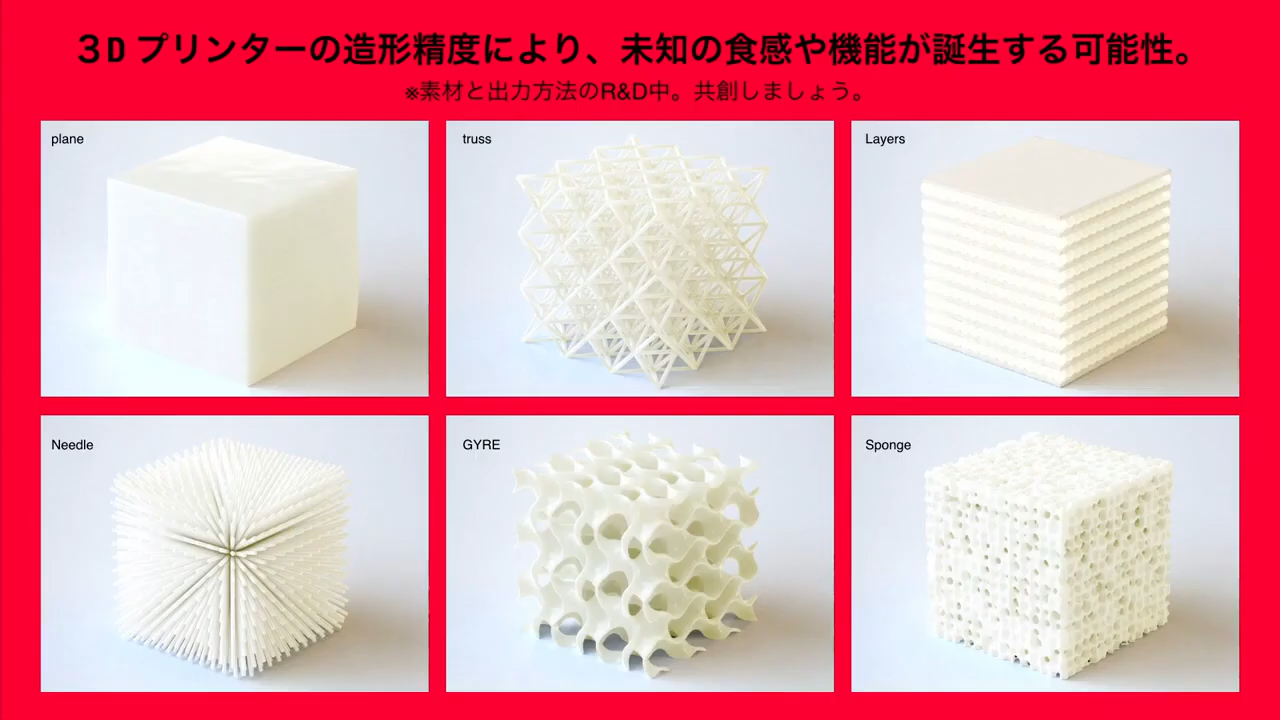 3D プリンターの造形精度により、未知の食感や機能が誕生する可能性。
※素材と出力方法のR&D中。共創しましょう。
plane
truss
Layers
Needle
GYRE
Sponge